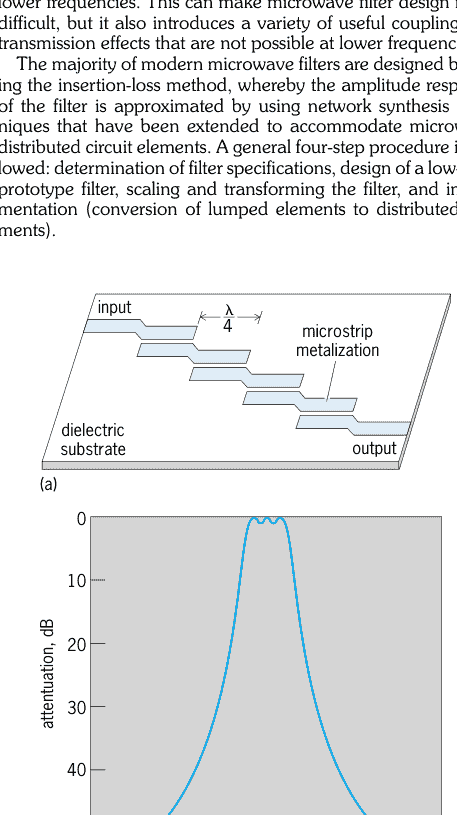 lower frequencies. This can make microwave filter design
difficult, but it also introduces a variety of useful coupling
transmission effects that are not possible at lower
The majority of modern microwave filters are designed
ing the insertion-loss method, whereby the amplitude
of the filter is approximated by using network synthesis
niques that have been extended to accommodate
distributed circuit elements. A general four-step procedure
lowed: determination of filter specifications, design of a low-
prototype filter, scaling and transforming the filter, and
mentation (conversion of lumped elements to distributed
ments).
input
λ
4
microstrip
metalization
dielectric
substrate
output
(a)
0
10
20
30
40
attentuation, dB